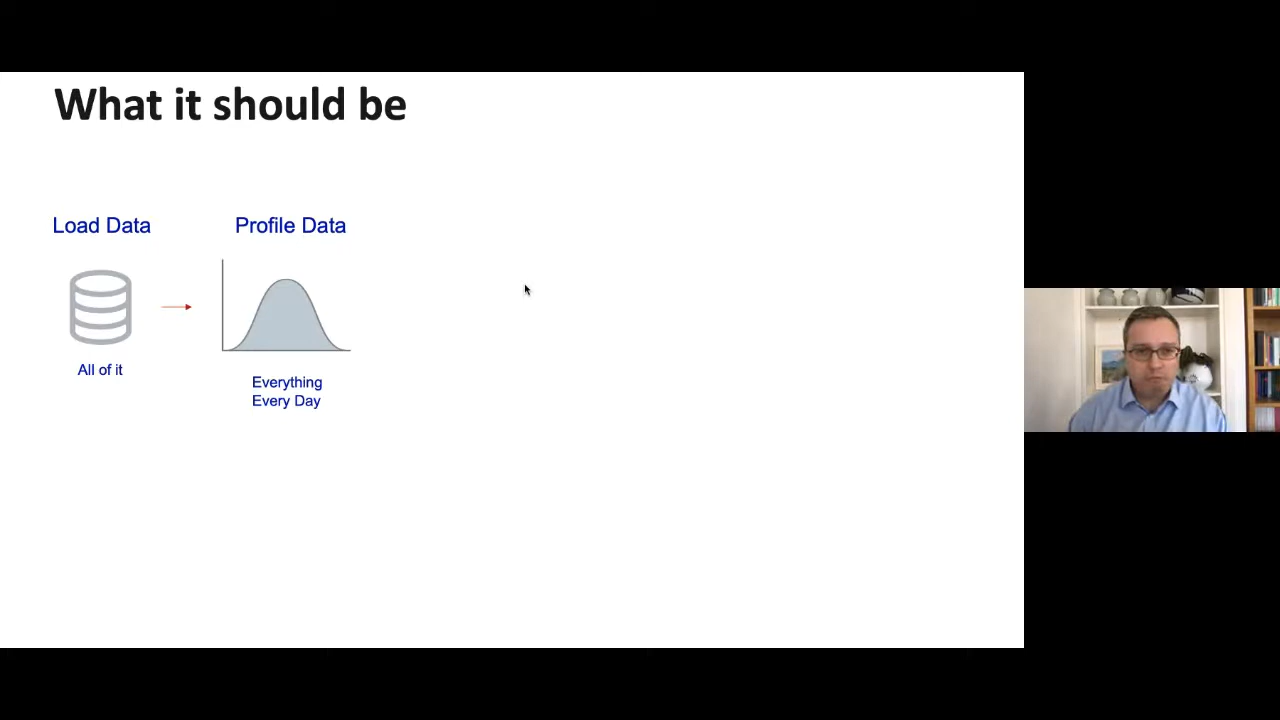 What it should be
Load Data
Profile Data
All of it
Everything
Every Day